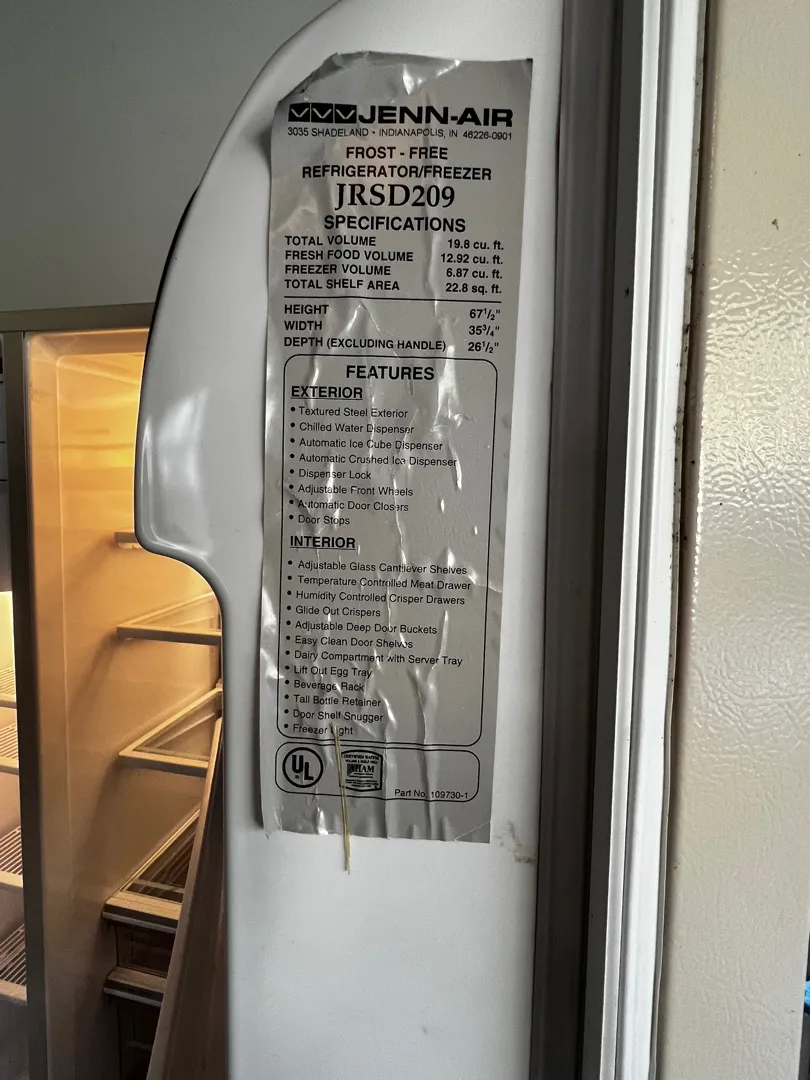 JENN-AIR
3035 SHADELAND • INDIANAPOLIS, IN 46226-0901
FROST - FREE
REFRIGERATOR/FREEZER
JRSD209
SPECIFICATIONS
TOTAL VOLUME 19.8 cu. ft.
FRESH FOOD VOLUME 12.92 cu. ft.
FREEZER VOLUME 6.87 cu. ft.
TOTAL SHELF AREA 22.8 sq. ft.
HEIGHT 67 1/2"
WIDTH 35 3/4"
DEPTH (EXCLUDING HANDLE) 26 1/2"
FEATURES
EXTERIOR
• Textured Steel Exterior
• Chilled Water Dispenser
• Automatic Ice Cube Dispenser
• Automatic Crushed Ice Dispenser
• Dispenser Lock
• Adjustable Front Wheels
• Automatic Door Closers
• Door Stops
INTERIOR
• Adjustable Glass Cantilever Shelves
• Temperature Controlled Meat Drawer
• Humidity Controlled Crisper Drawers
• Glide Out Crispers
• Adjustable Deep Door Buckets
• Easy Clean Door Shelves
• Dairy Compartment with Server Tray
• Lift Out Egg Tray
• Beverage Rack
• Tall Bottle Retainer
• Door Shelf Snugger
• Freezer Light
UL
AHAM
Part No. 109730-1